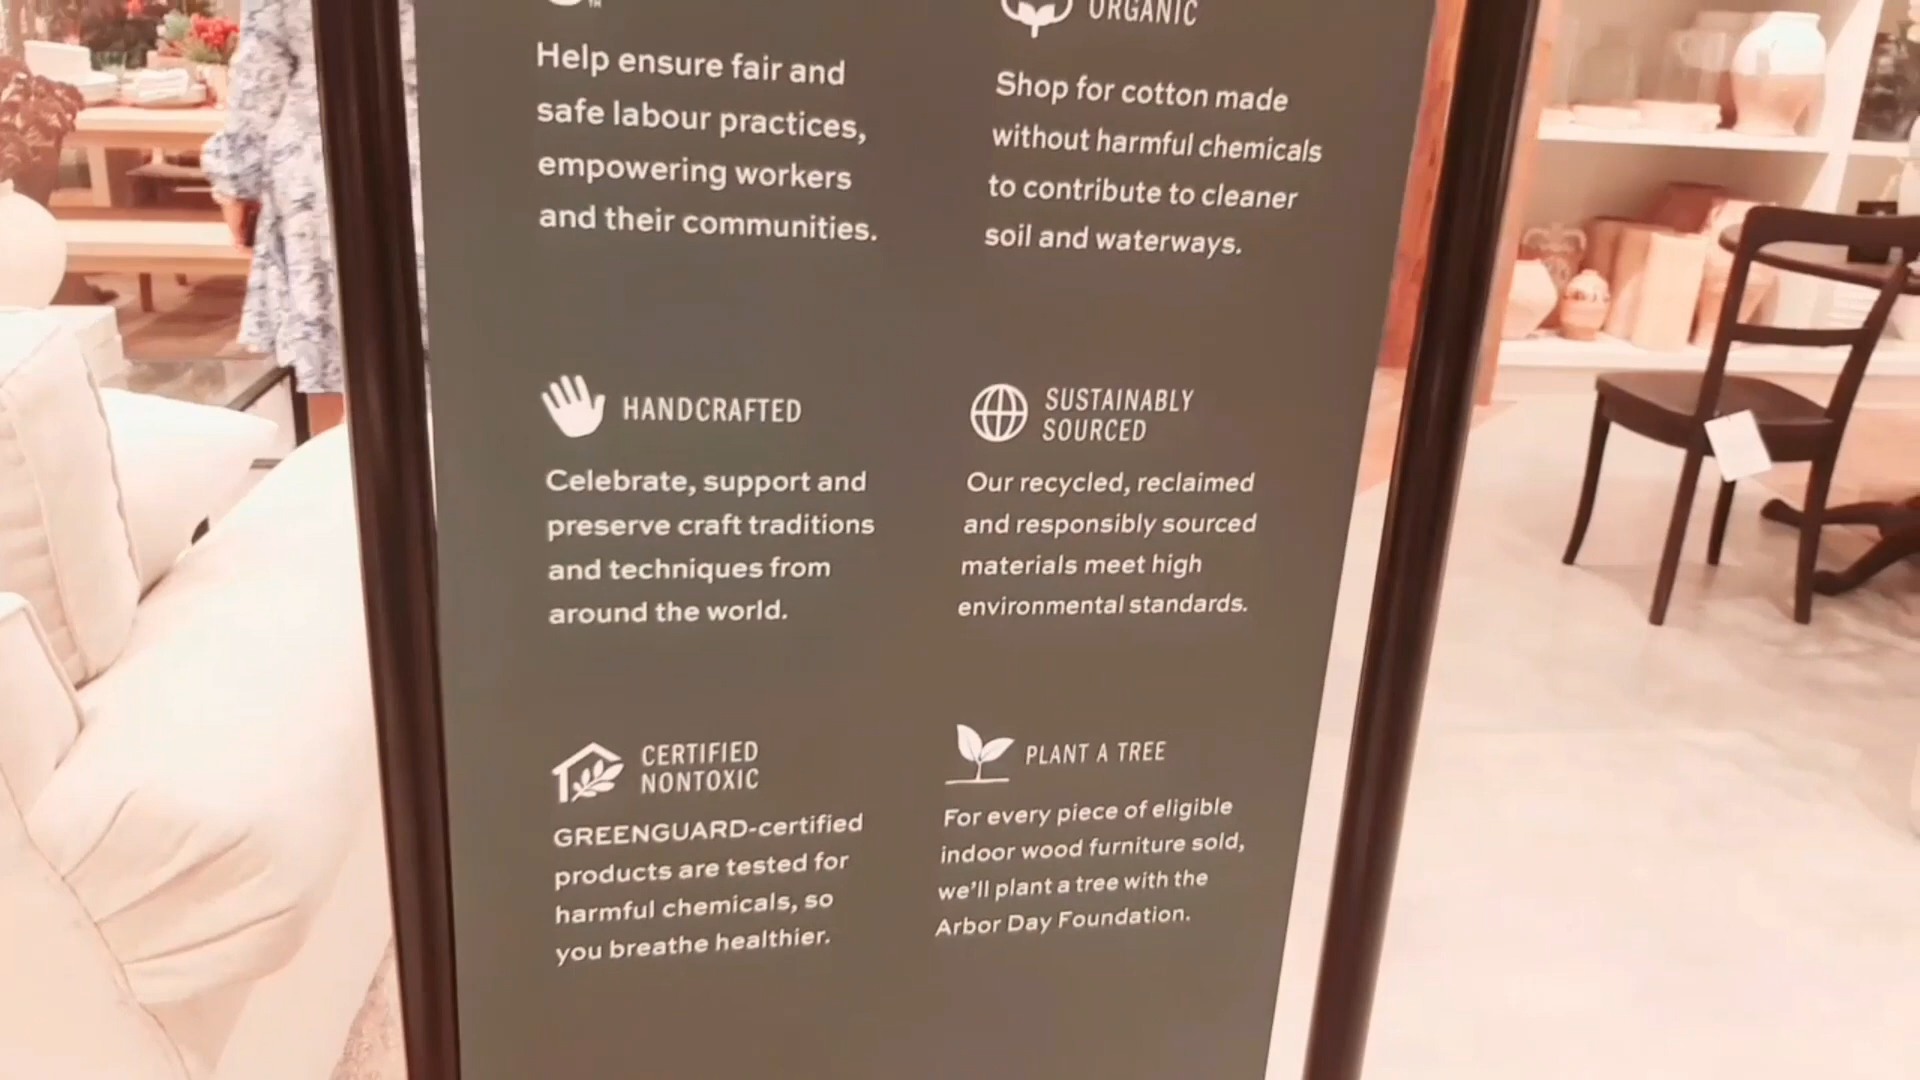 TM
Help ensure fair and
safe labour practices,
empowering workers
and their communities.
ORGANIC
Shop for cotton made
without harmful chemicals
to contribute to cleaner
soil and waterways.
HANDCRAFTED
Celebrate, support and
preserve craft traditions
and techniques from
around the world.
SUSTAINABLY
SOURCED
Our recycled, reclaimed
and responsibly sourced
materials meet high
environmental standards.
CERTIFIED
NONTOXIC
GREENGUARD-certified
products are tested for
harmful chemicals, so
you breathe healthier.
PLANT A TREE
For every piece of eligible
indoor wood furniture sold,
we'll plant a tree with the
Arbor Day Foundation.